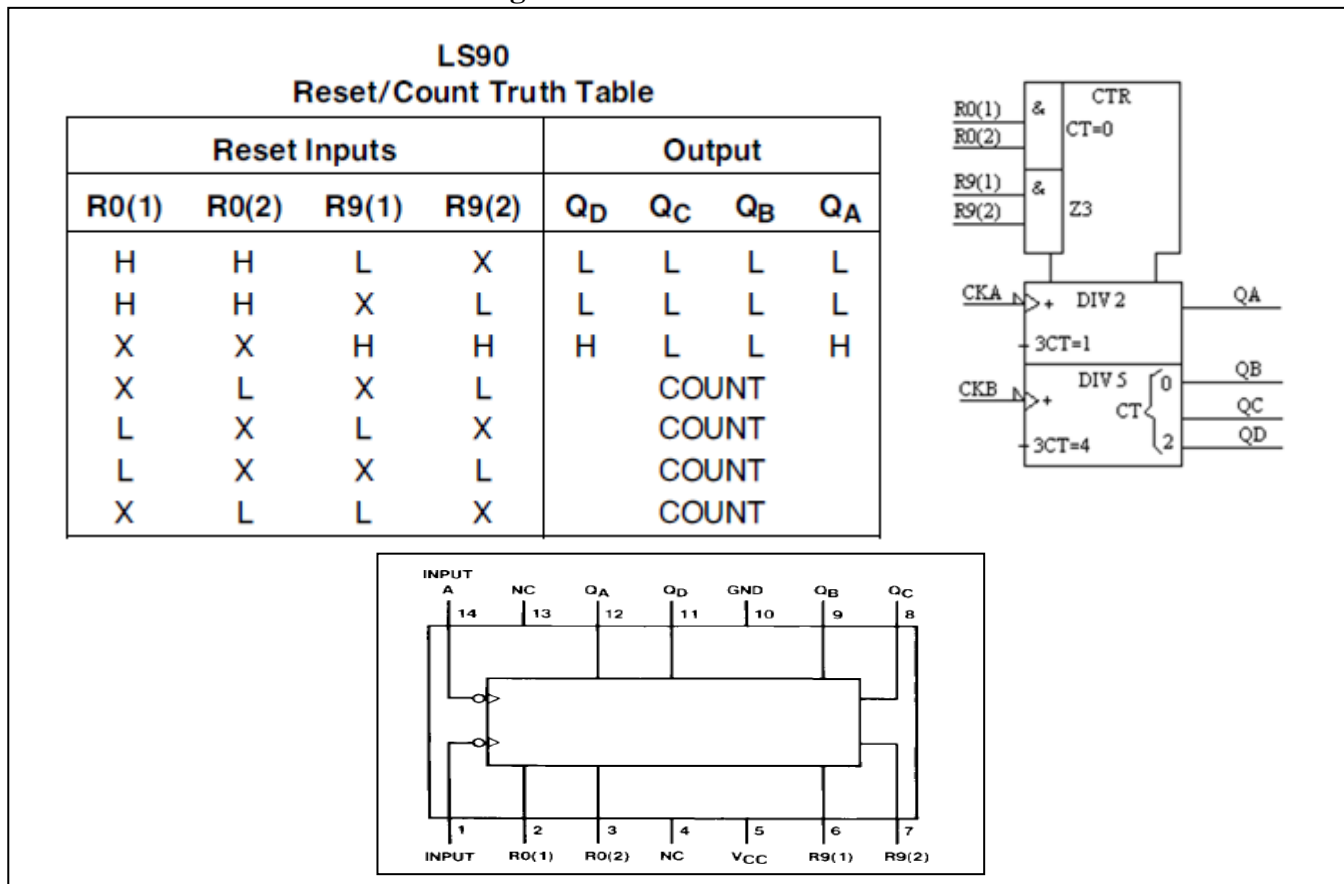 LS90
Reset/Count Truth Table
Reset Inputs Output
R0(1) R0(2) R9(1) R9(2) QD QC QB QA
H H L X L L L L
H H X L L L L L
X X H H H L L H
X L X L COUNT
L X L X COUNT
L X X L COUNT
X L L X COUNT
CTR
R0(1) &
R0(2) CT=0
R9(1) &
R9(2) Z3
CKA + DIV 2 QA
3CT=1
CKB + DIV 5 CT 0 QB
QC
3CT=4 2 QD
INPUT
A NC QA QD GND QB QC
14 13 12 11 10 9 8
1 2 3 4 5 6 7
INPUT R0(1) R0(2) NC VCC R9(1) R9(2)